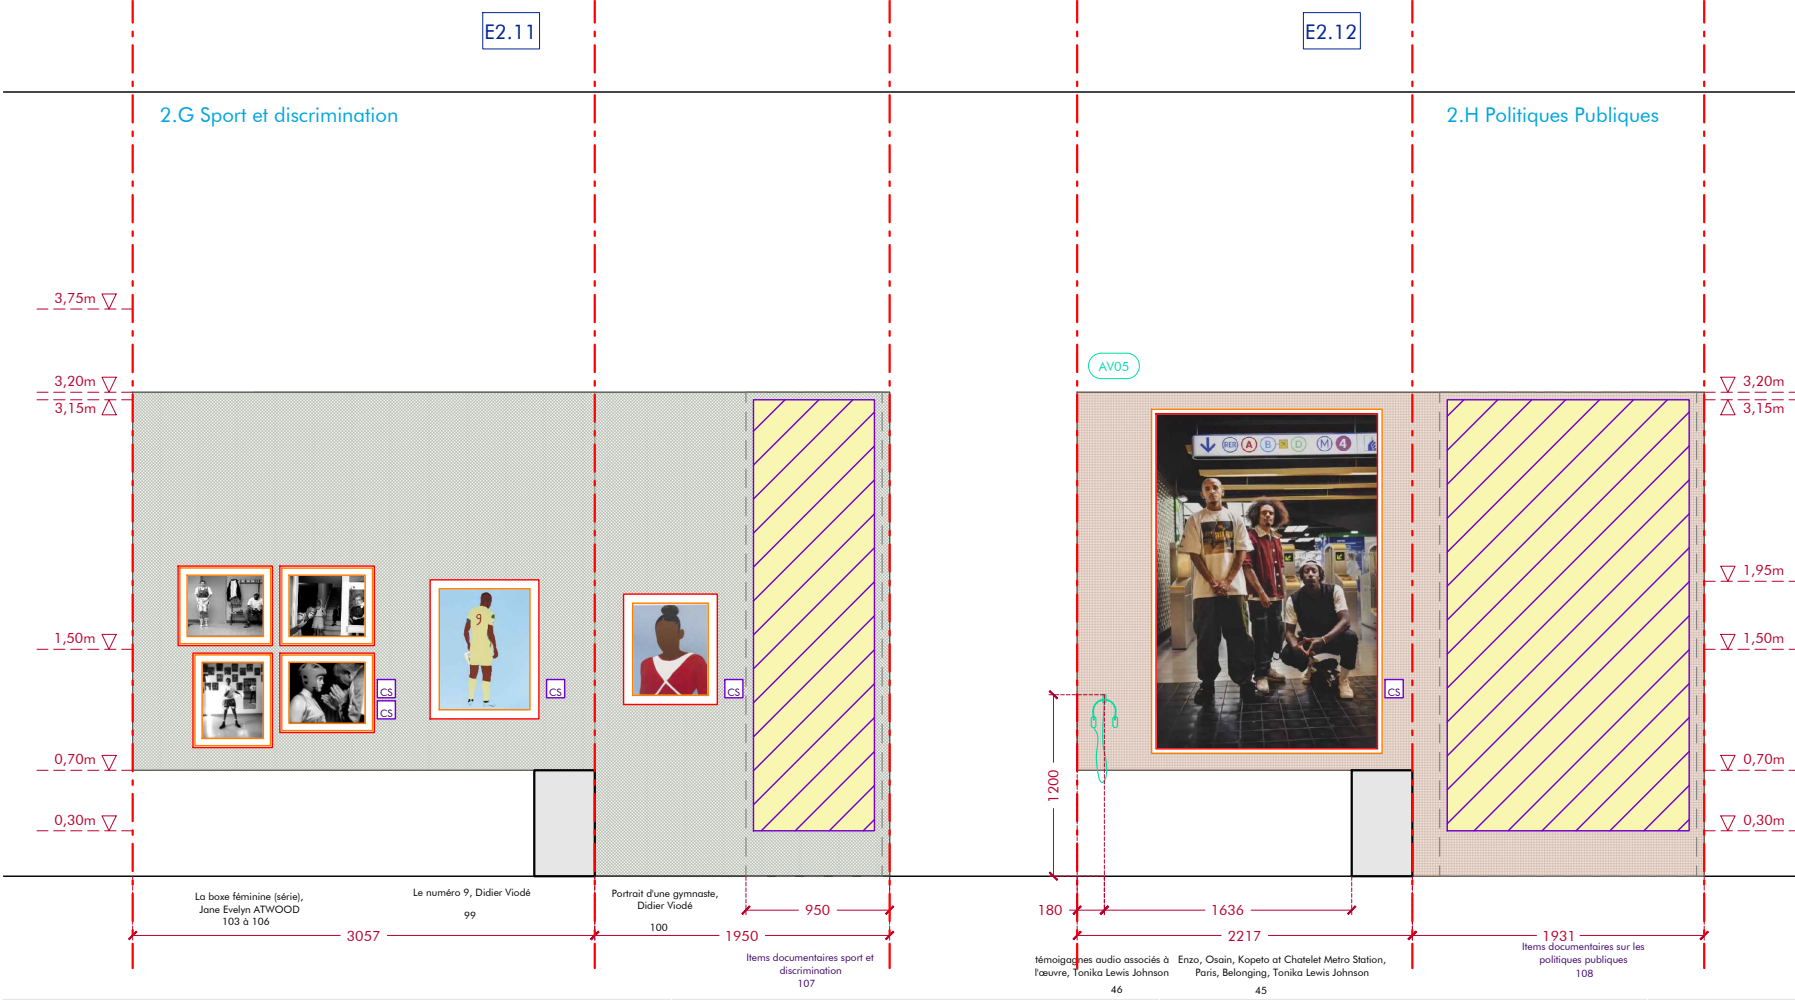 E2.11
E2.12
2.G Sport et discrimination
2.H Politiques Publiques
3,75m
3,20m
3,15m
1,50m
0,70m
0,30m
AV05
RER A B D M 4
9
CS
CS
CS
CS
CS
3,20m
3,15m
1,95m
1,50m
0,70m
0,30m
1200
La boxe féminine (série),
Jane Evelyn ATWOOD
103 à 106
Le numéro 9, Didier Viodé
99
Portrait d'une gymnaste,
Didier Viodé
100
950
180
1636
3057
1950
2217
1931
Items documentaires sport et
discrimination
107
témoigagnes audio associés à
l'œuvre, Tonika Lewis Johnson
46
Enzo, Osain, Kopeto at Chatelet Metro Station,
Paris, Belonging, Tonika Lewis Johnson
45
Items documentaires sur les
politiques publiques
108